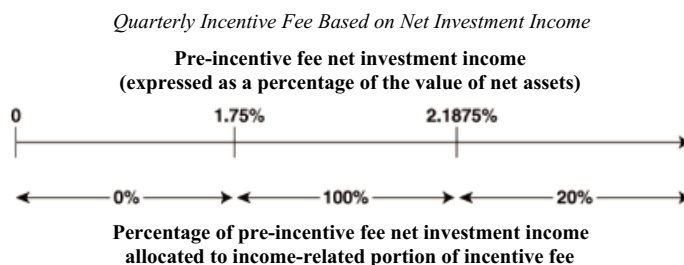 Quarterly Incentive Fee Based on Net Investment Income
Pre-incentive fee net investment income
(expressed as a percentage of the value of net assets)
0 1.75% 2.1875%
0% 100% 20%
Percentage of pre-incentive fee net investment income
allocated to income-related portion of incentive fee